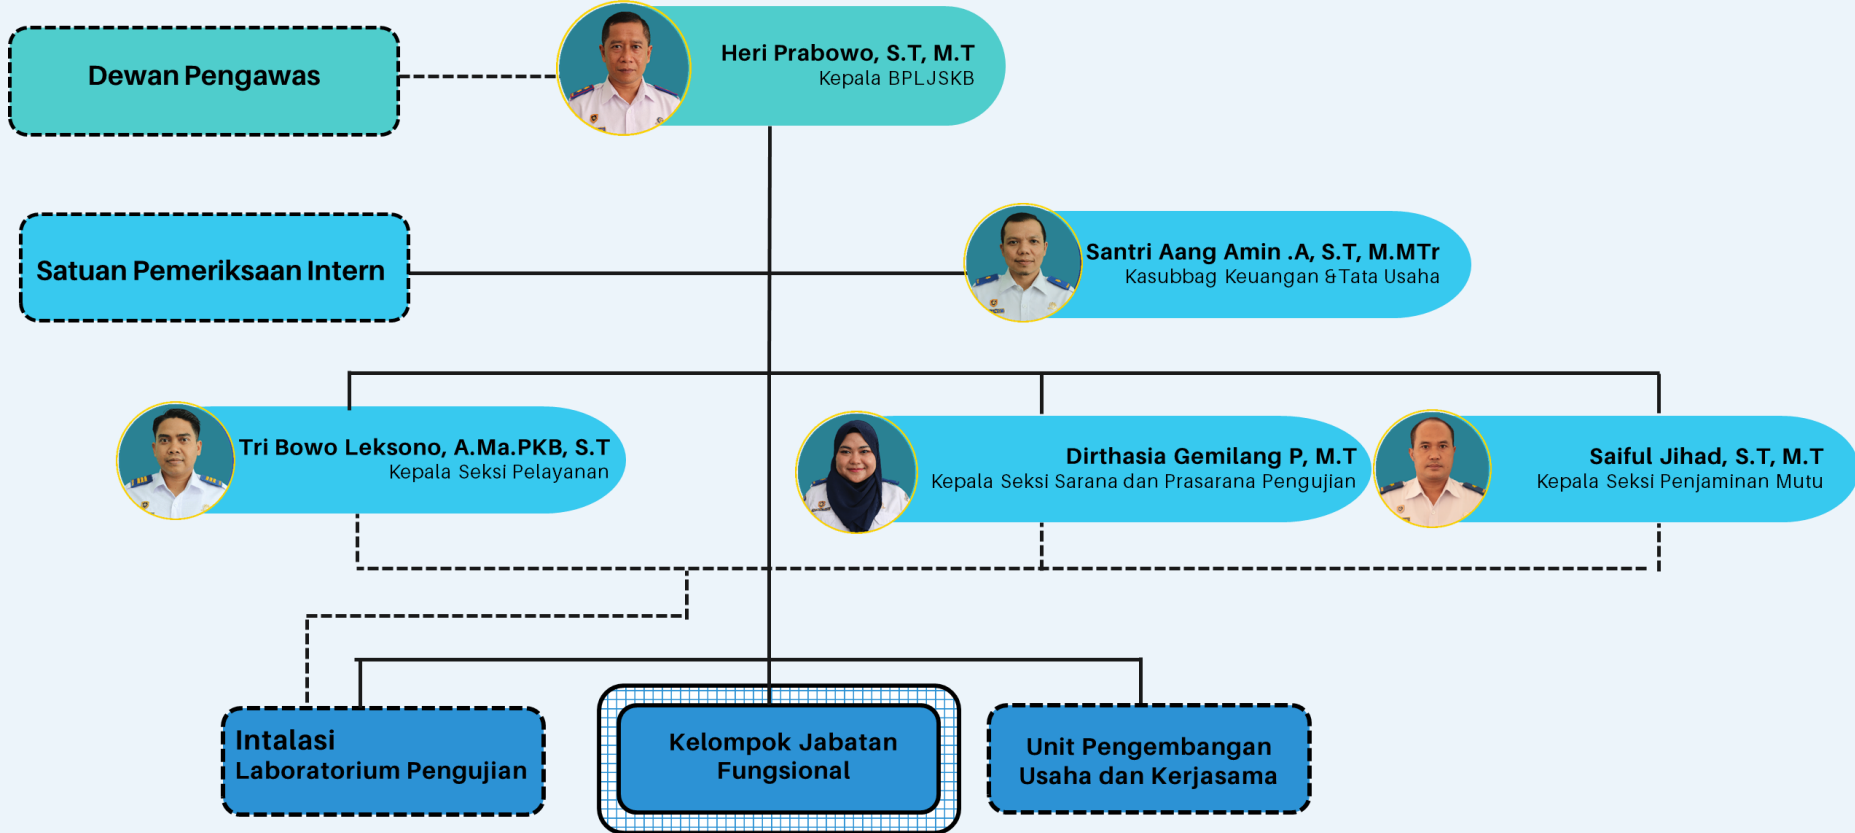 Dewan Pengawas
Heri Prabowo, S.T, M.T
Kepala BPLJSKB
Satuan Pemeriksaan Intern
Santri Aang Amin .A, S.T, M.MTr
Kasubbag Keuangan &Tata Usaha
Tri Bowo Leksono, A.Ma.PKB, S.T
Kepala Seksi Pelayanan
Dirthasia Gemilang P, M.T
Kepala Seksi Sarana dan Prasarana Pengujian
Saiful Jihad, S.T, M.T
Kepala Seksi Penjaminan Mutu
Intalasi
Laboratorium Pengujian
Kelompok Jabatan
Fungsional
Unit Pengembangan
Usaha dan Kerjasama